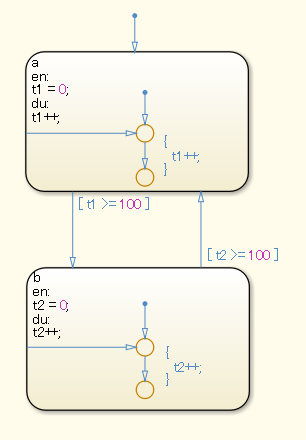 a
en:
t1 = 0;
du:
t1++;
{
t1++;
}
[ t1 >=100 ]
[ t2 >=100 ]
b
en:
t2 = 0;
du:
t2++;
{
t2++;
}